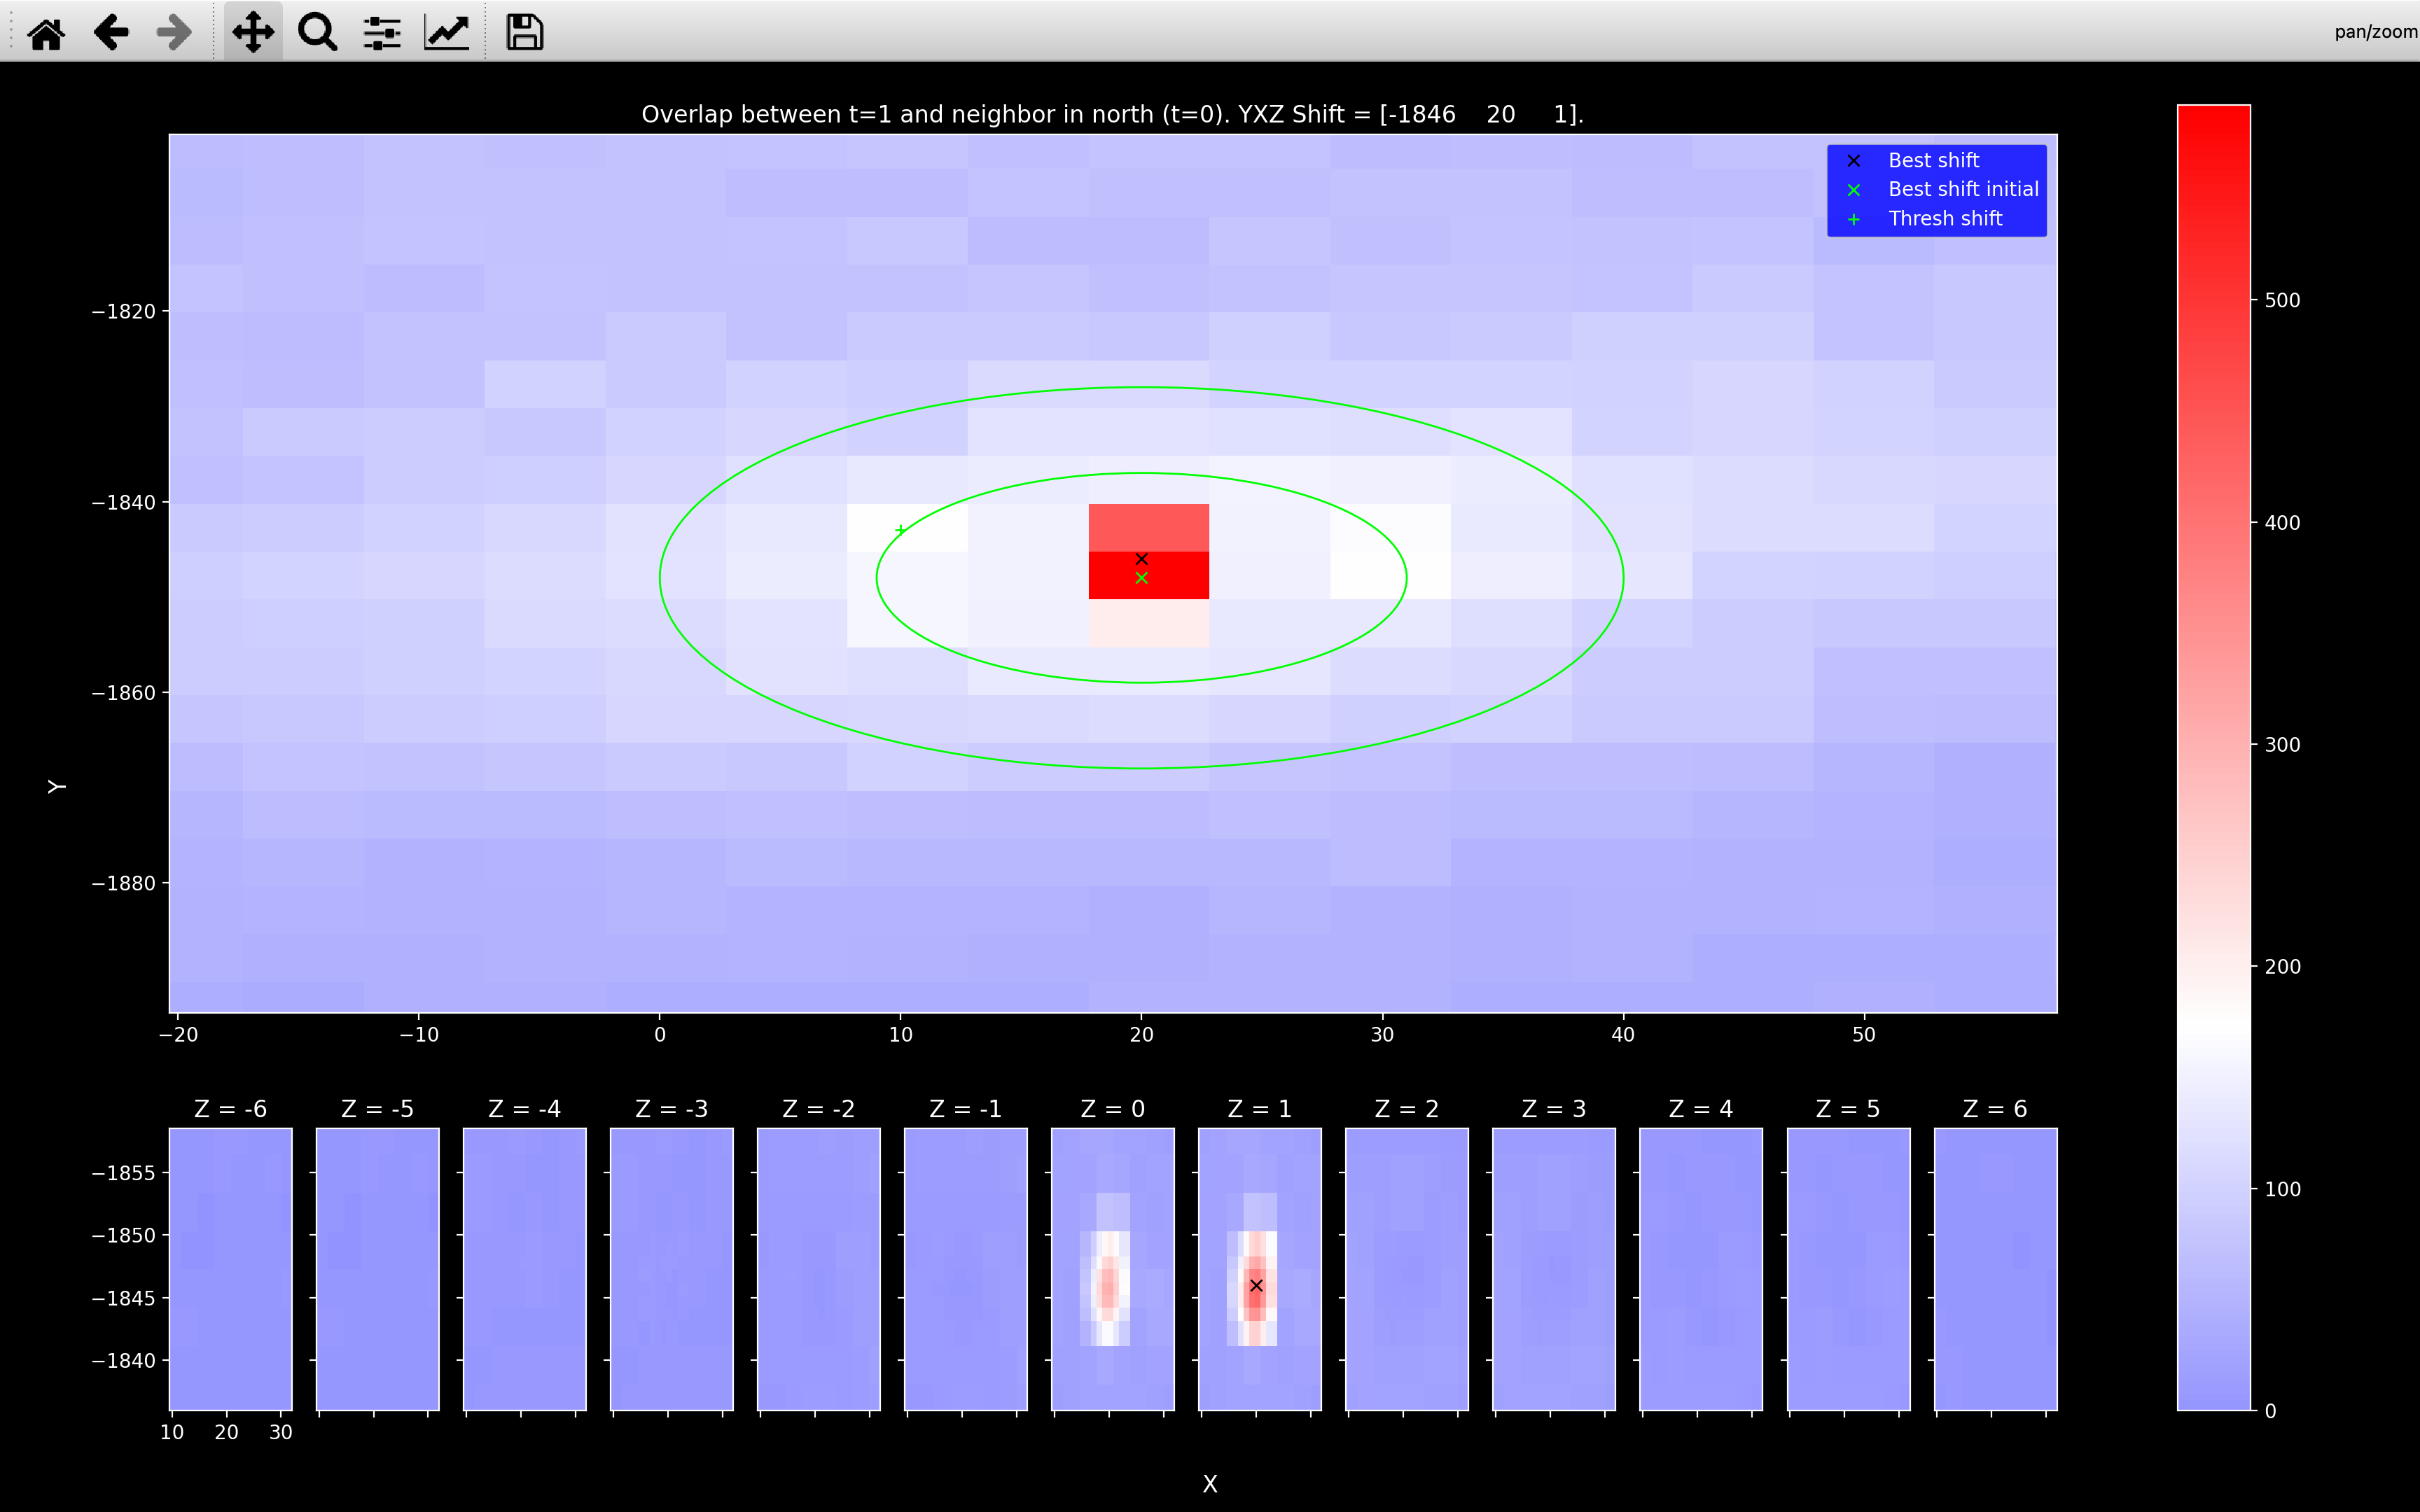 pan/zoom
Overlap between t=1 and neighbor in north (t=0). YXZ Shift = [-1846 20 1].
Best shift
Best shift initial
Thresh shift
−1820
−1840
−1860
−1880
Y
−20 −10 0 10 20 30 40 50
500
400
300
200
100
0
Z = -6 Z = -5 Z = -4 Z = -3 Z = -2 Z = -1 Z = 0 Z = 1 Z = 2 Z = 3 Z = 4 Z = 5 Z = 6
−1855
−1850
−1845
−1840
10 20 30
X